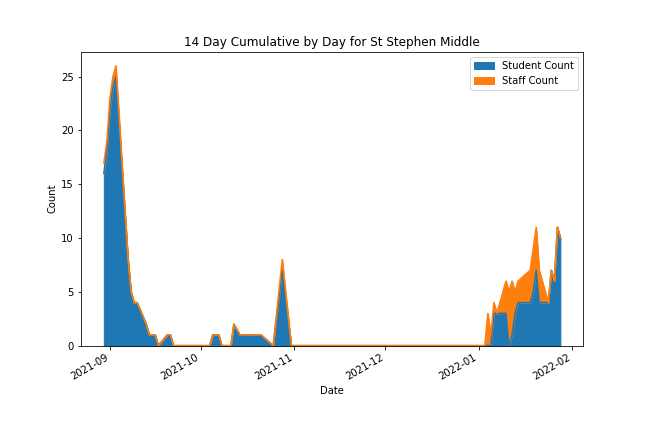 14 Day Cumulative by Day for St Stephen Middle
Student Count
Staff Count
25
20
15
10
5
0
Count
2021-09
2021-10
2021-11
2021-12
2022-01
2022-02
Date